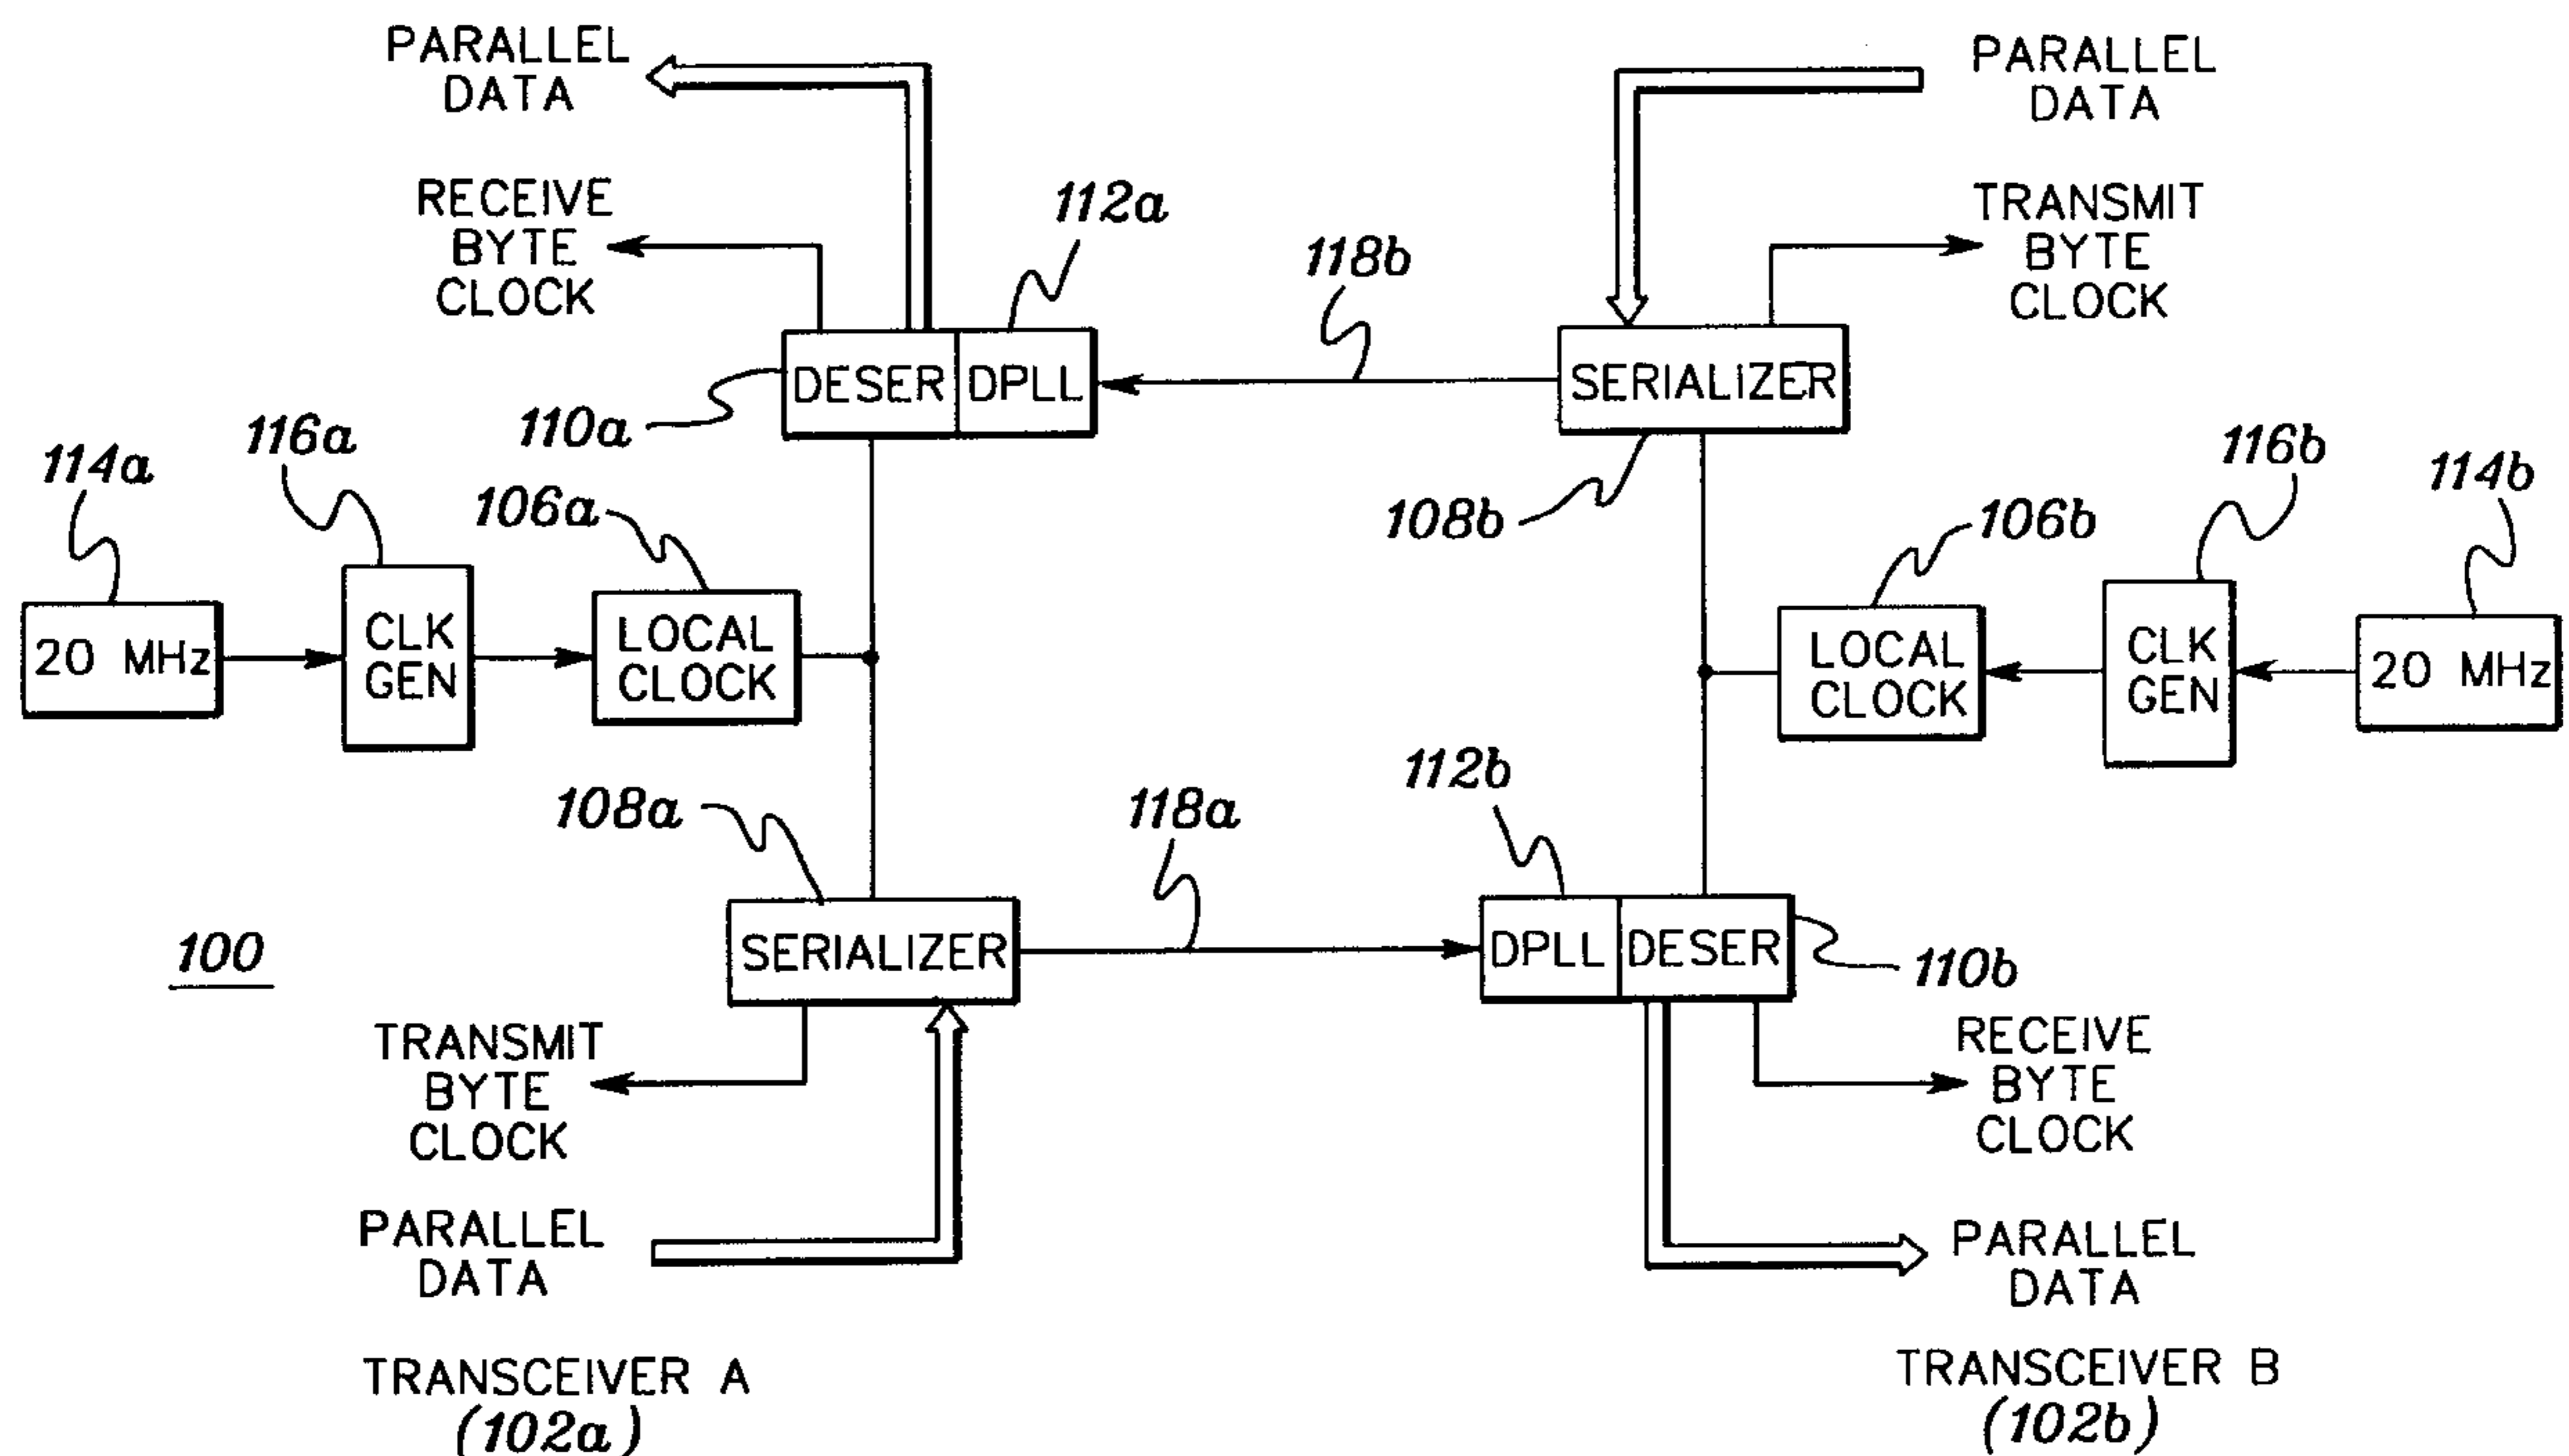 PARALLEL
DATA
PARALLEL
DATA
RECEIVE
BYTE
CLOCK
112a
118b
TRANSMIT
BYTE
CLOCK
DESER
DPLL
SERIALIZER
110a
114a
116a
106a
108b
106b
116b
114b
20 MHz
CLK
GEN
LOCAL
CLOCK
LOCAL
CLOCK
CLK
GEN
20 MHz
108a
118a
112b
100
SERIALIZER
DPLL
DESER
110b
TRANSMIT
BYTE
CLOCK
RECEIVE
BYTE
CLOCK
PARALLEL
DATA
PARALLEL
DATA
TRANSCEIVER A
(102a)
TRANSCEIVER B
(102b)